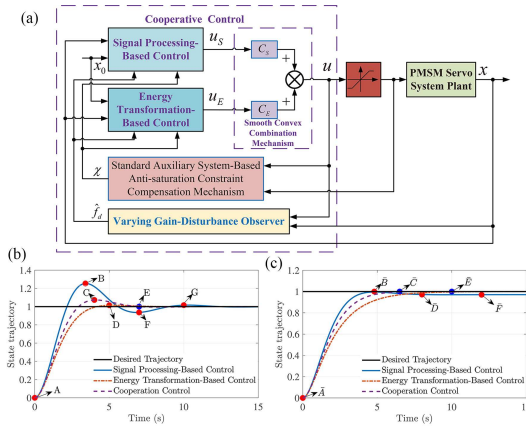 (a)
Cooperative Control
Signal Processing-
Based Control
u_S
C_S
x_0
+
u
PMSM Servo
System Plant
x
Energy
Transformation-
Based Control
u_E
C_E
+
Smooth Convex
Combination
Mechanism
χ
Standard Auxiliary System-Based
Anti-saturation Constraint
Compensation Mechanism
f̂_d
Varying Gain-Disturbance Observer
(b)
State trajectory
1.4
1.2
1
0.8
0.6
0.4
0.2
0
0
5
10
15
Time (s)
A
B
C
D
E
F
G
Desired Trajectory
Signal Processing-Based Control
Energy Transformation-Based Control
Cooperation Control
(c)
State trajectory
1.4
1.2
1
0.8
0.6
0.4
0.2
0
0
5
10
15
Time (s)
Ā
B̄
C̄
D̄
Ē
F̄
Desired Trajectory
Signal Processing-Based Control
Energy Transformation-Based Control
Cooperation Control